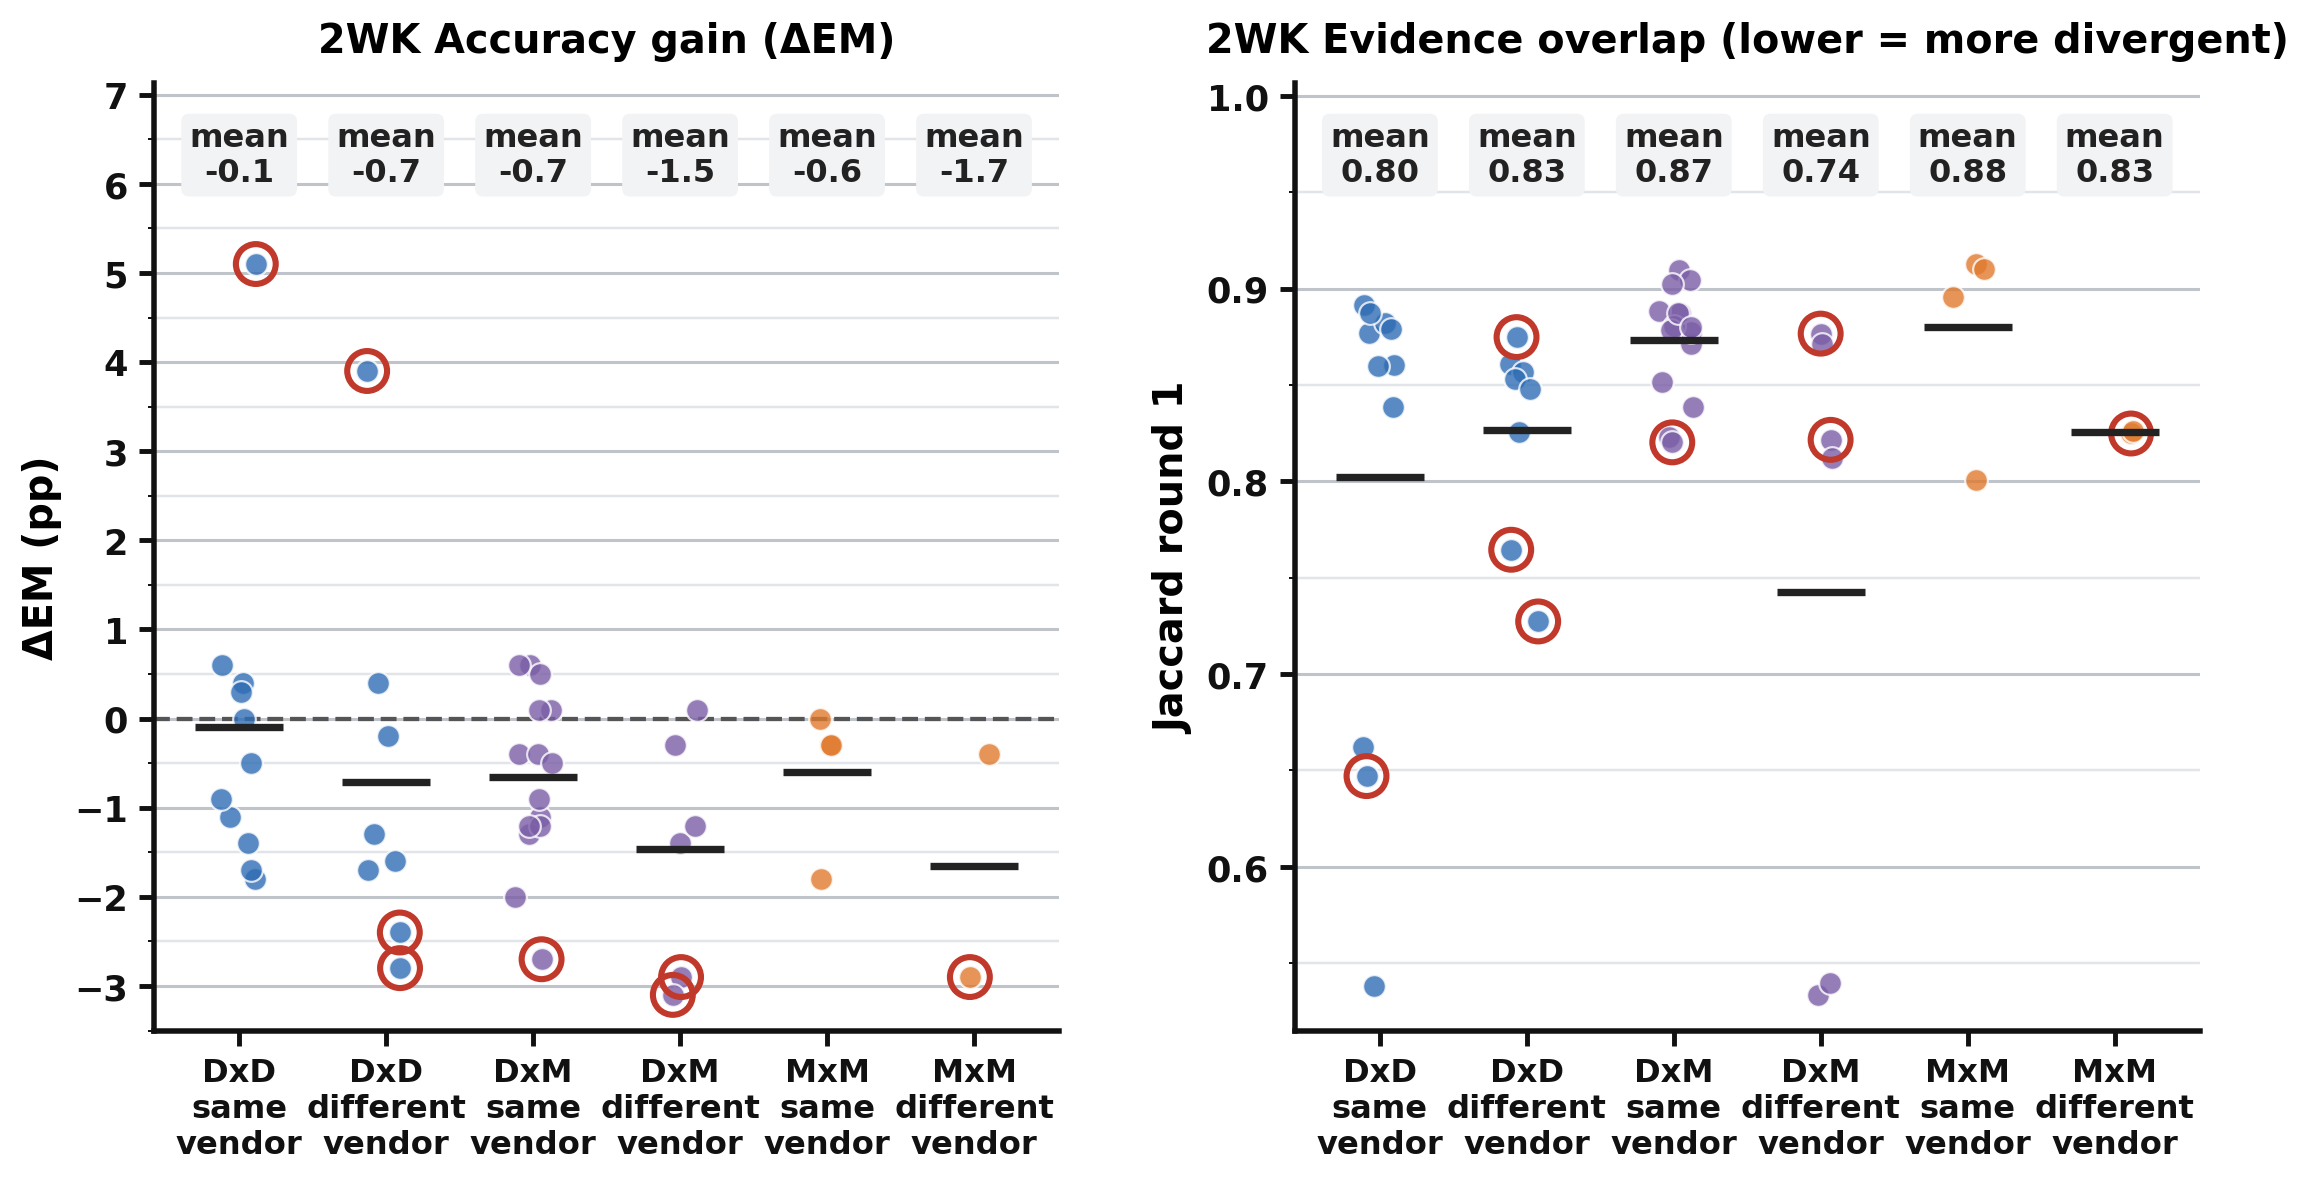 2WK Accuracy gain (ΔEM)
ΔEM (pp)
7
6
5
4
3
2
1
0
−1
−2
−3
mean
-0.1
mean
-0.7
mean
-0.7
mean
-1.5
mean
-0.6
mean
-1.7
DxD
same
vendor
DxD
different
vendor
DxM
same
vendor
DxM
different
vendor
MxM
same
vendor
MxM
different
vendor
2WK Evidence overlap (lower = more divergent)
Jaccard round 1
1.0
0.9
0.8
0.7
0.6
mean
0.80
mean
0.83
mean
0.87
mean
0.74
mean
0.88
mean
0.83
DxD
same
vendor
DxD
different
vendor
DxM
same
vendor
DxM
different
vendor
MxM
same
vendor
MxM
different
vendor